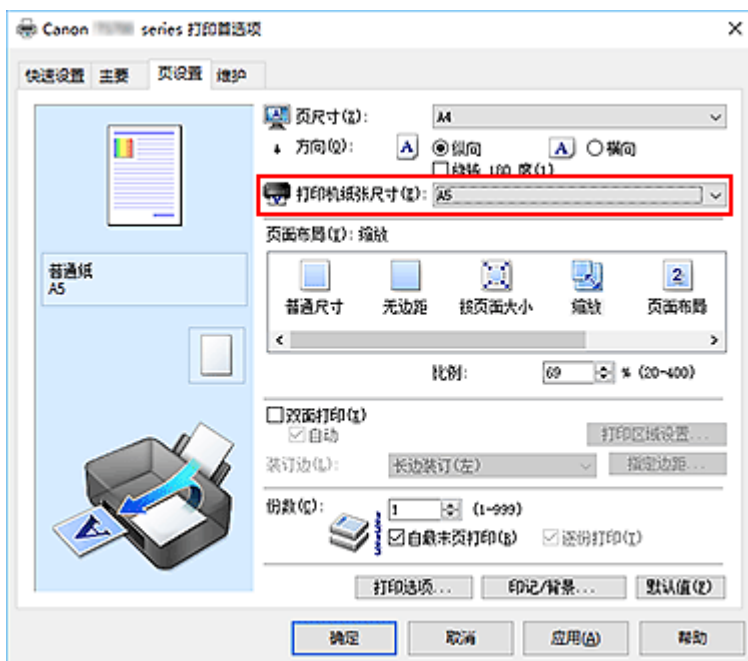 Canon series 打印首选项
快速设置 主要 页设置 维护
页尺寸(Z): A4
方向(O): A 纵向 A 横向
旋转 180 度(1)
打印机纸张尺寸(E): A5
页面布局(I): 缩放
普通纸
A5
普通尺寸 无边距 按页面大小 缩放 2 页面布局
比例: 69 % (20-400)
双面打印(X)
自动 打印区域设置...
装订边(L): 长边装订(左) 指定边距...
份数(C): 1 (1-999)
自最末页打印(B) 逐份打印(T)
打印选项... 印记/背景... 默认值(F)
确定 取消 应用(A) 帮助